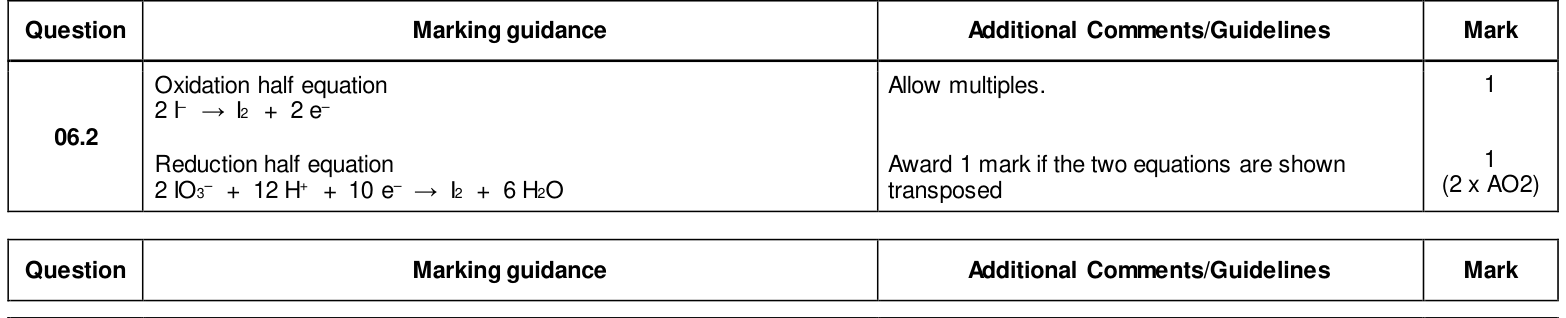 Question Marking guidance Additional Comments/Guidelines Mark
06.2
Oxidation half equation
2 I⁻ → I₂ + 2 e⁻
Reduction half equation
2 IO₃⁻ + 12 H⁺ + 10 e⁻ → I₂ + 6 H₂O
Allow multiples.
Award 1 mark if the two equations are shown
transposed
1
1
(2 x AO2)
Question Marking guidance Additional Comments/Guidelines Mark